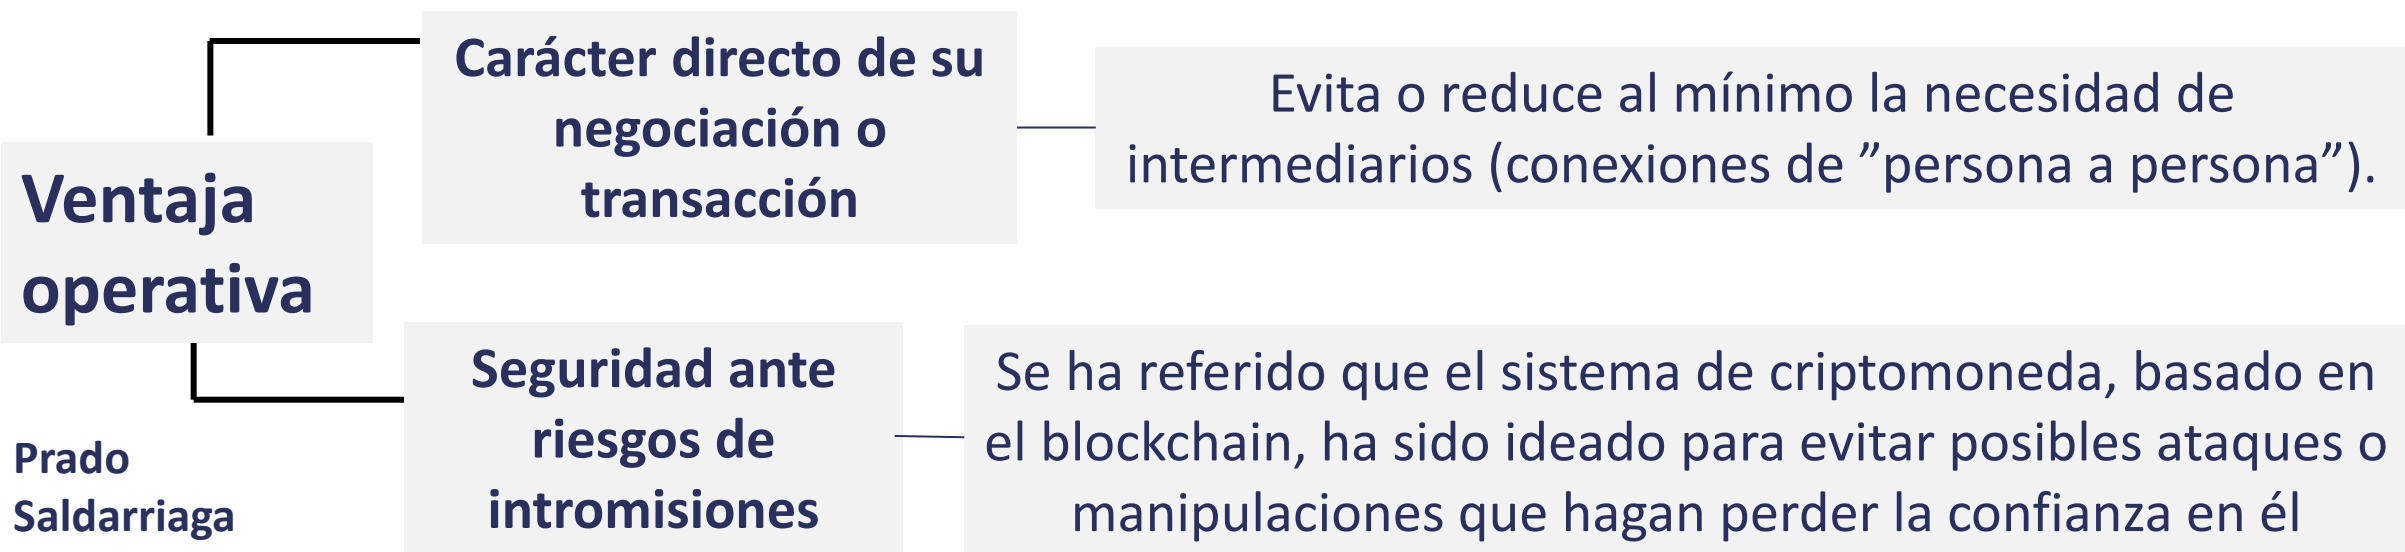 Ventaja
operativa
Carácter directo de su
negociación o
transacción
Evita o reduce al mínimo la necesidad de
intermediarios (conexiones de ”persona a persona”).
Seguridad ante
riesgos de
intromisiones
Se ha referido que el sistema de criptomoneda, basado en
el blockchain, ha sido ideado para evitar posibles ataques o
manipulaciones que hagan perder la confianza en él
Prado
Saldarriaga